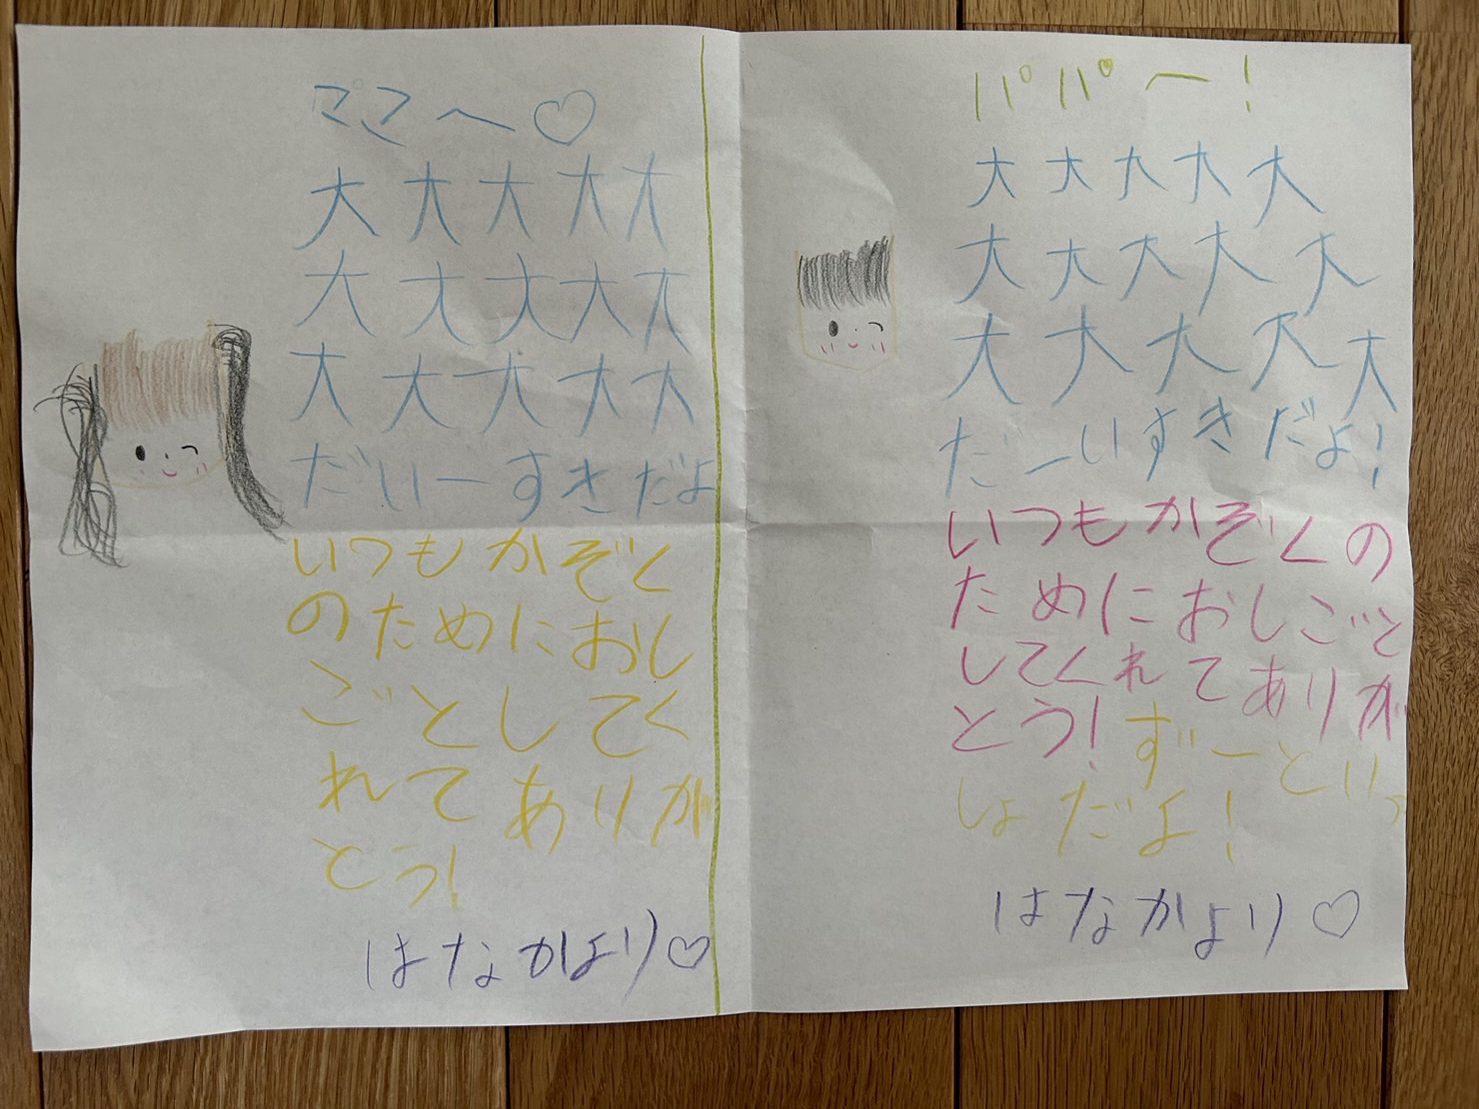 ママ〜♡
大大大大大
大大大大大
大大大大大
だいーすきだよ
いつもかぞく
のためにおし
ごとしてく
れてありが
とう!
はなかより♡
パパー!
大大大大大
大大大大大
大大大大大
だーいすきだよ!
いつもかぞくの
ためにおしごと
してくれてありが
とう!ずーといっ
しょだよ!
はなかより♡